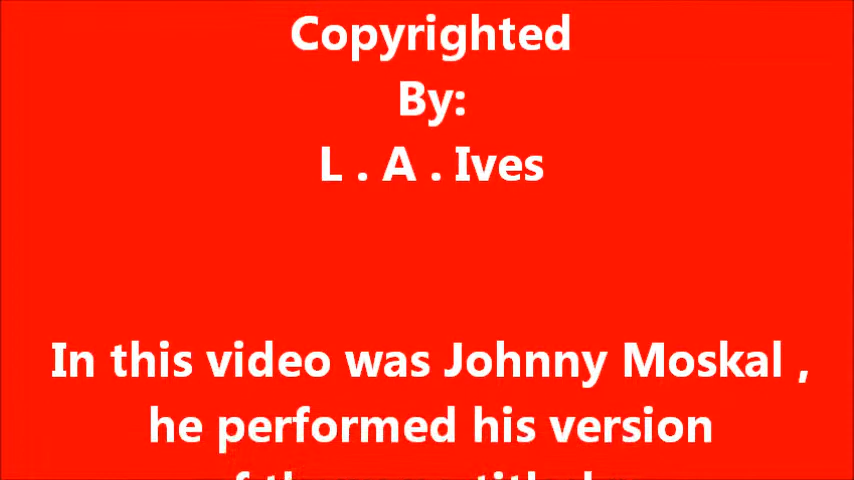 Copyrighted
By:
L . A . Ives
In this video was Johnny Moskal ,
he performed his version